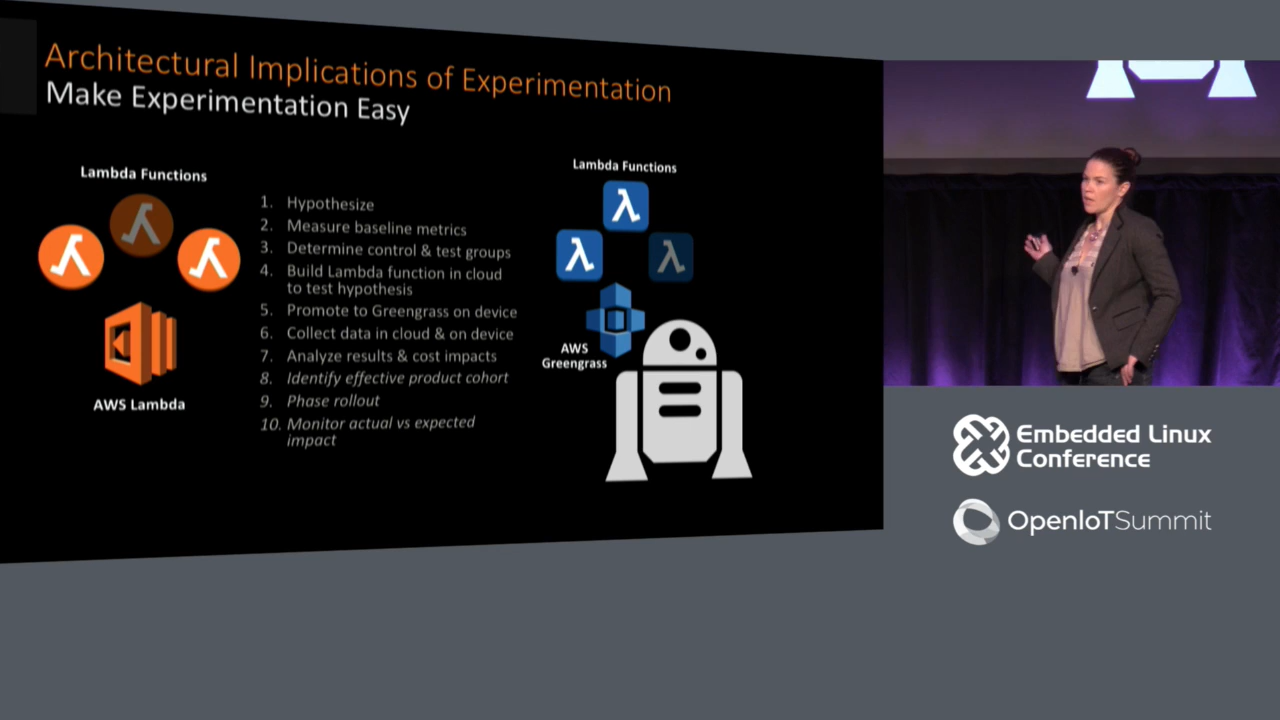 Architectural Implications of Experimentation
Make Experimentation Easy
Lambda Functions
AWS Lambda
1. Hypothesize
2. Measure baseline metrics
3. Determine control & test groups
4. Build Lambda function in cloud
to test hypothesis
5. Promote to Greengrass on device
6. Collect data in cloud & on device
7. Analyze results & cost impacts
8. Identify effective product cohort
9. Phase rollout
10. Monitor actual vs expected
impact
Lambda Functions
AWS
Greengrass
Embedded Linux
Conference
OpenIoTSummit